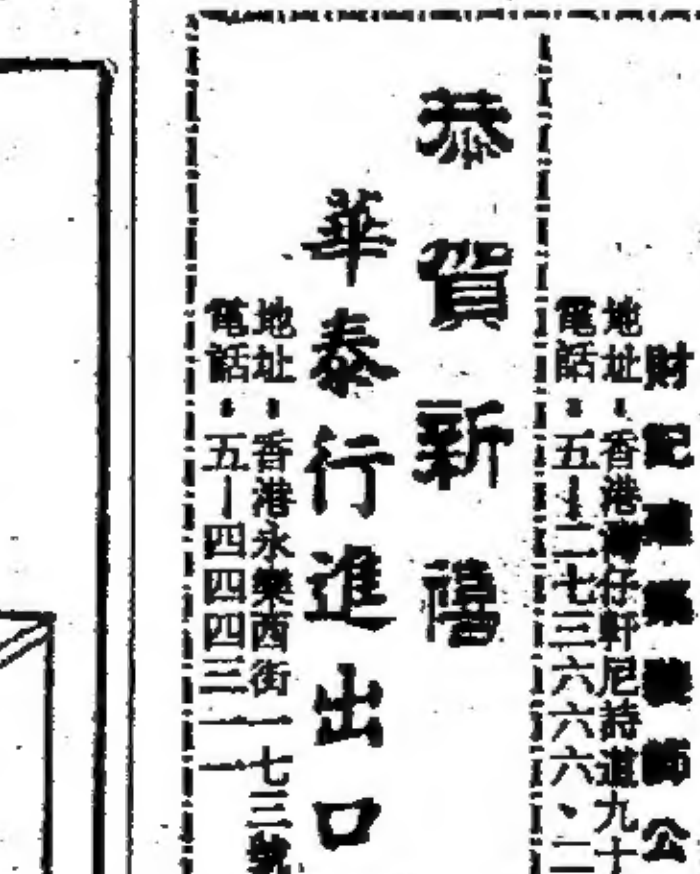 財記師公
地址：香港灣仔軒尼詩道九十
電話：五｜二七三六六六、二
恭賀新禧
華泰行進出口
地址：香港永樂西街一七三號
電話：五｜四四四三一一